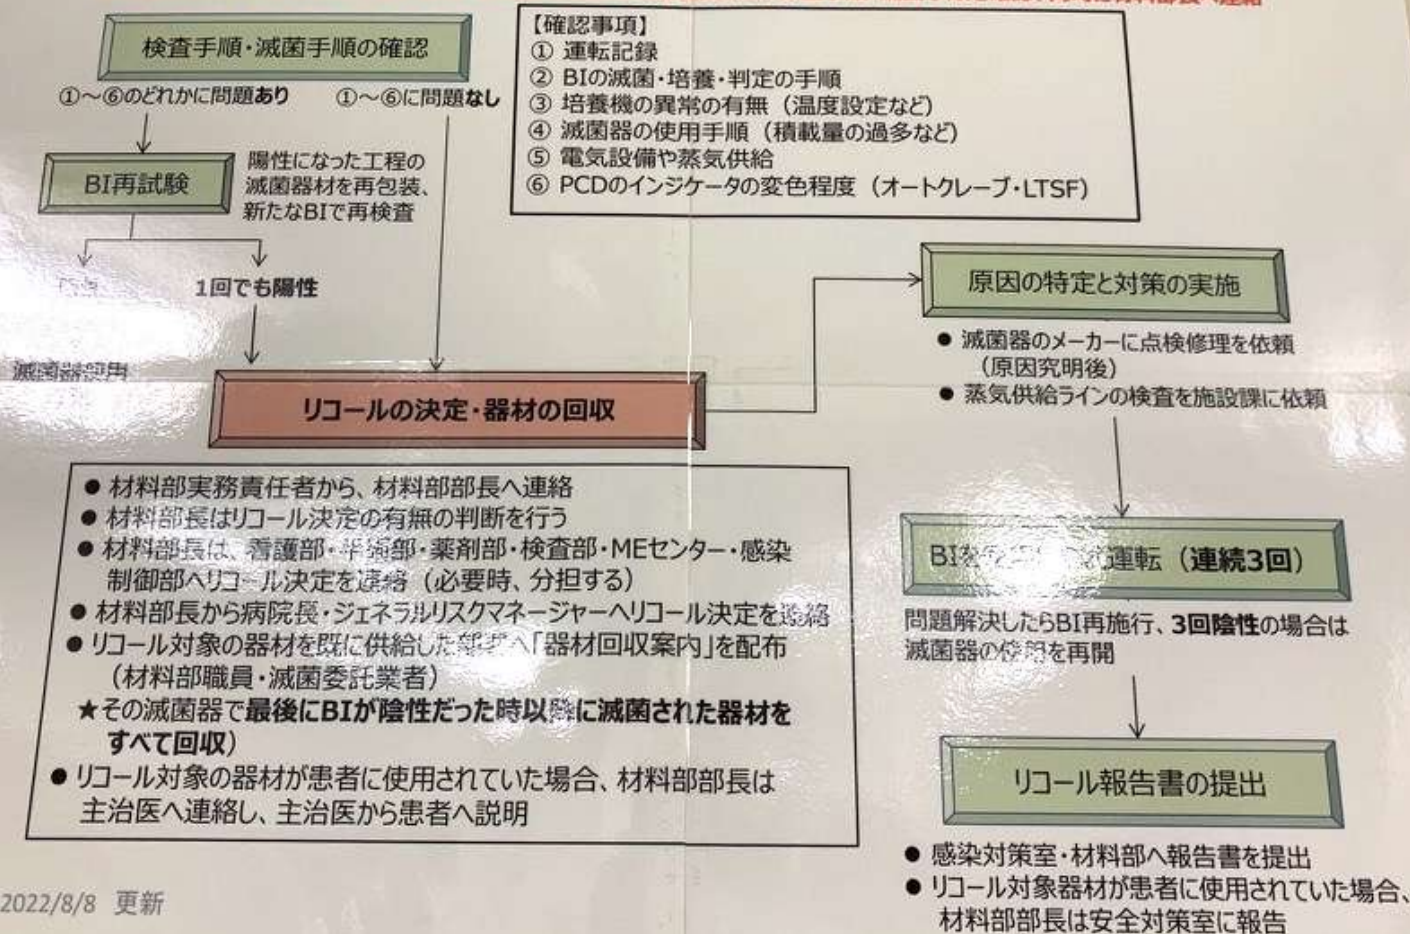 材料部長へ連絡
検査手順・滅菌手順の確認
①～⑥のどれかに問題あり
①～⑥に問題なし
【確認事項】
① 運転記録
② BIの滅菌・培養・判定の手順
③ 培養機の異常の有無（温度設定など）
④ 滅菌器の使用手順（積載量の過多など）
⑤ 電気設備や蒸気供給
⑥ PCDのインジケータの変色程度（オートクレーブ・LTSF）
BI再試験
陽性になった工程の
滅菌器材を再包装、
新たなBIで再検査
1回でも陽性
滅菌器使用
リコールの決定・器材の回収
● 材料部実務責任者から、材料部部長へ連絡
● 材料部長はリコール決定の有無の判断を行う
● 材料部長は、看護部・手術部・薬剤部・検査部・MEセンター・感染
制御部へリコール決定を連絡（必要時、分担する）
● 材料部長から病院長・ジェネラルリスクマネージャーへリコール決定を連絡
● リコール対象の器材を既に供給した部署へ「器材回収案内」を配布
（材料部職員・滅菌委託業者）
★その滅菌器で最後にBIが陰性だった時以降に滅菌された器材を
すべて回収）
● リコール対象の器材が患者に使用されていた場合、材料部部長は
主治医へ連絡し、主治医から患者へ説明
2022/8/8 更新
原因の特定と対策の実施
● 滅菌器のメーカーに点検修理を依頼
（原因究明後）
● 蒸気供給ラインの検査を施設課に依頼
BIを 運転（連続3回）
問題解決したらBI再施行、3回陰性の場合は
滅菌器の使用を再開
リコール報告書の提出
● 感染対策室・材料部へ報告書を提出
● リコール対象器材が患者に使用されていた場合、
材料部部長は安全対策室に報告